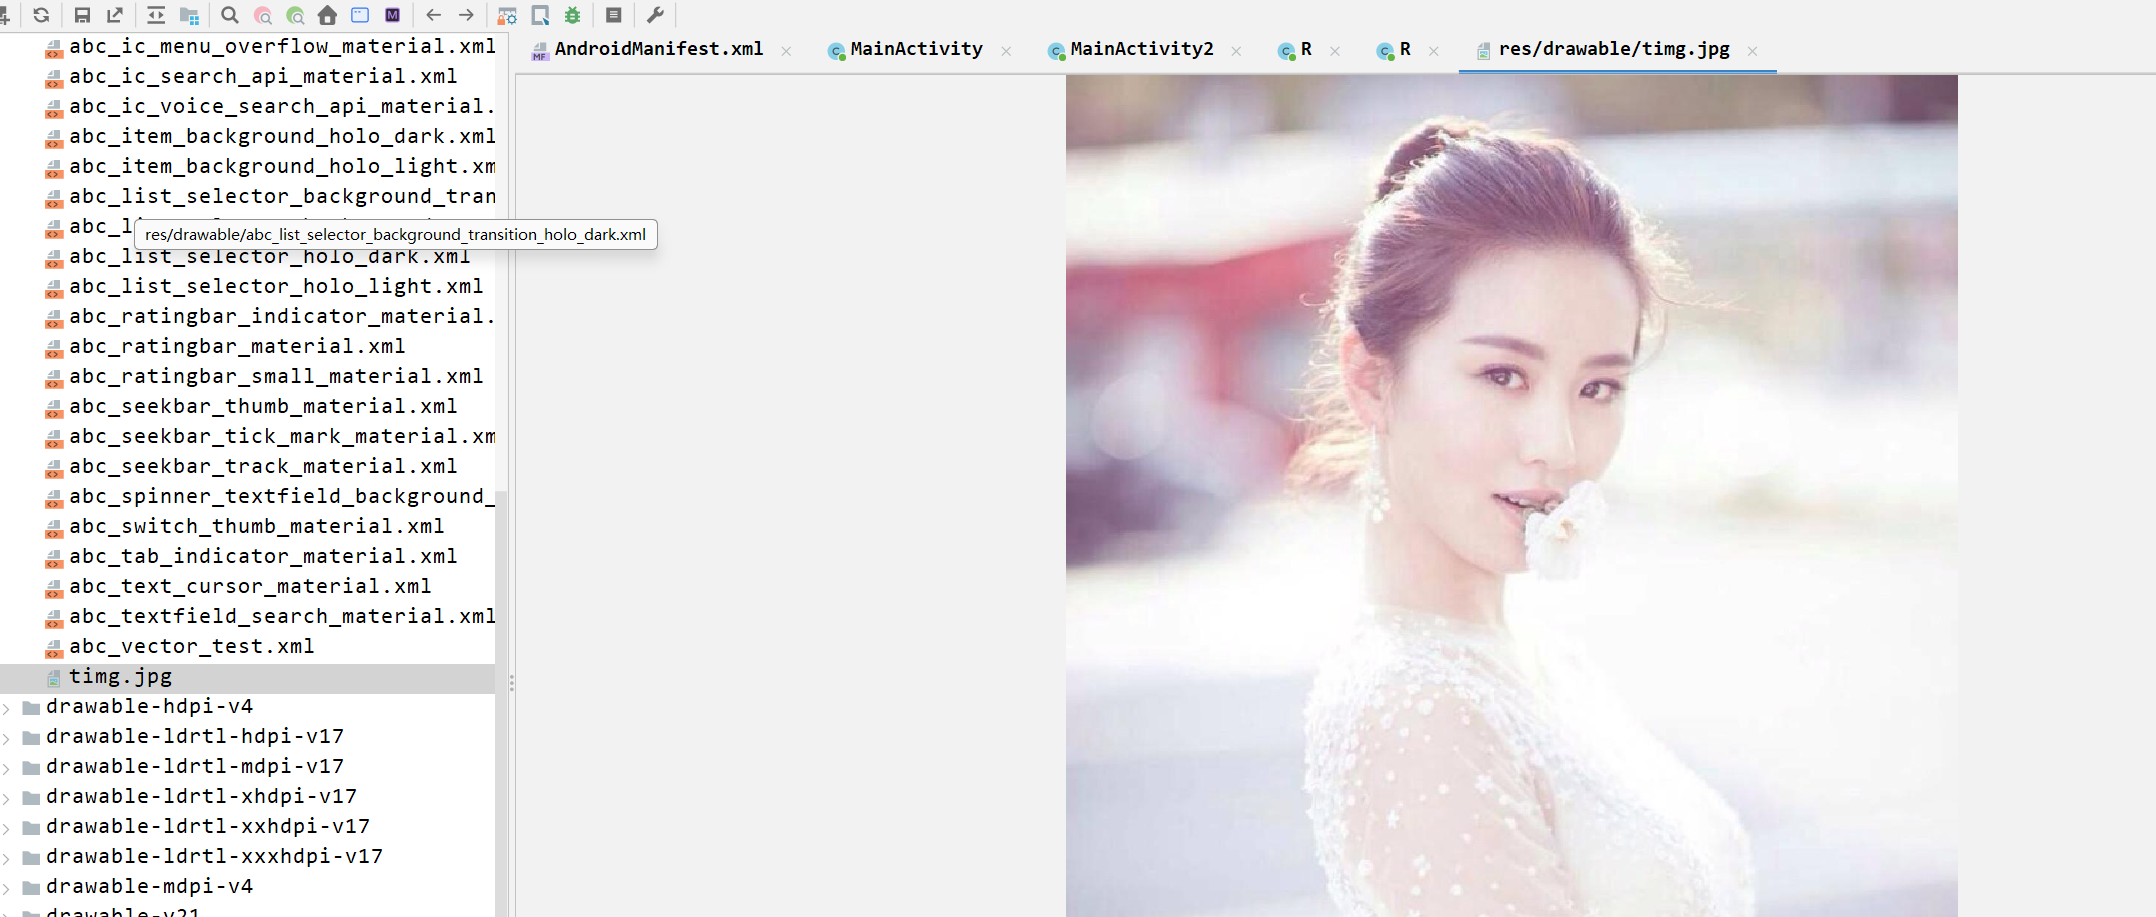 AndroidManifest.xml
MainActivity
MainActivity2
R
R
res/drawable/timg.jpg
abc_ic_menu_overflow_material.xml
abc_ic_search_api_material.xml
abc_ic_voice_search_api_material.
abc_item_background_holo_dark.xml
abc_item_background_holo_light.xm
abc_list_selector_background_tran
abc_l
res/drawable/abc_list_selector_background_transition_holo_dark.xml
abc_list_selector_holo_dark.xml
abc_list_selector_holo_light.xml
abc_ratingbar_indicator_material.
abc_ratingbar_material.xml
abc_ratingbar_small_material.xml
abc_seekbar_thumb_material.xml
abc_seekbar_tick_mark_material.xm
abc_seekbar_track_material.xml
abc_spinner_textfield_background_
abc_switch_thumb_material.xml
abc_tab_indicator_material.xml
abc_text_cursor_material.xml
abc_textfield_search_material.xml
abc_vector_test.xml
timg.jpg
drawable-hdpi-v4
drawable-ldrtl-hdpi-v17
drawable-ldrtl-mdpi-v17
drawable-ldrtl-xhdpi-v17
drawable-ldrtl-xxhdpi-v17
drawable-ldrtl-xxxhdpi-v17
drawable-mdpi-v4
drawable-v21